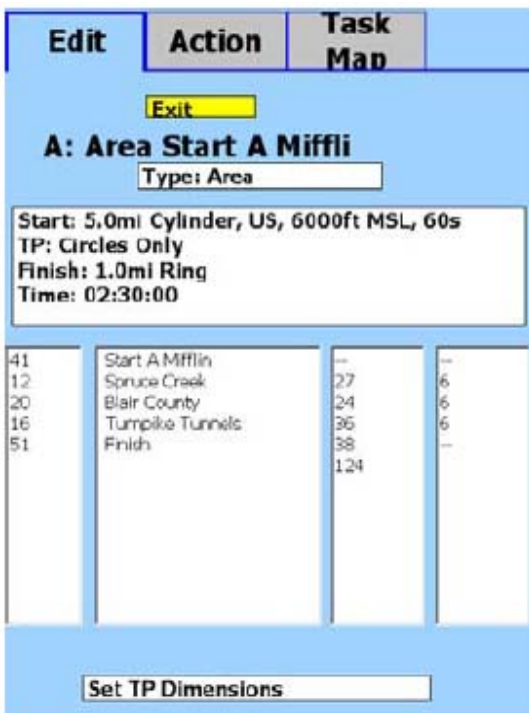 Edit Action Task Map
Exit
A: Area Start A Miffli
Type: Area
Start: 5.0mi Cylinder, US, 6000ft MSL, 60s
TP: Circles Only
Finish: 1.0mi Ring
Time: 02:30:00
41 Start A Mifflin -- --
12 Spruce Creek 27 6
20 Blair County 24 6
16 Turnpike Tunnels 36 6
51 Finish 38 --
124
Set TP Dimensions